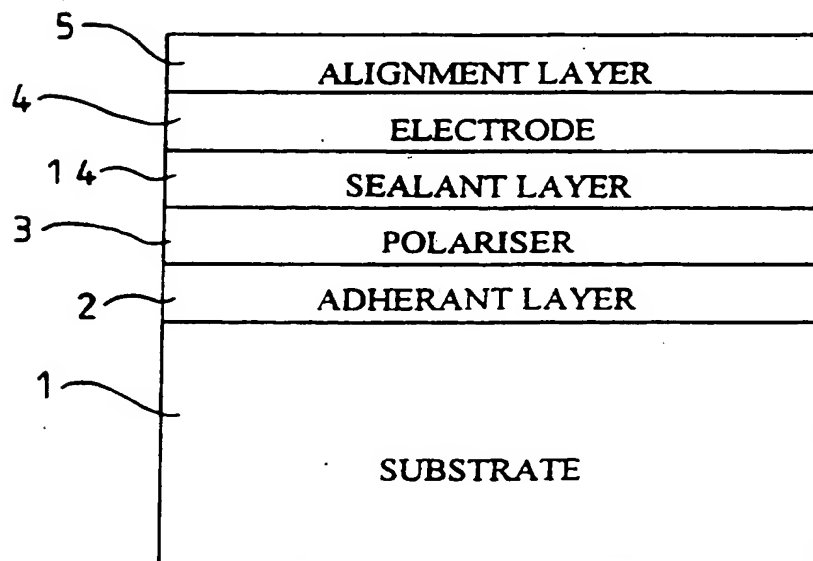 5
ALIGNMENT LAYER
4
ELECTRODE
14
SEALANT LAYER
3
POLARISER
2
ADHERANT LAYER
1
SUBSTRATE